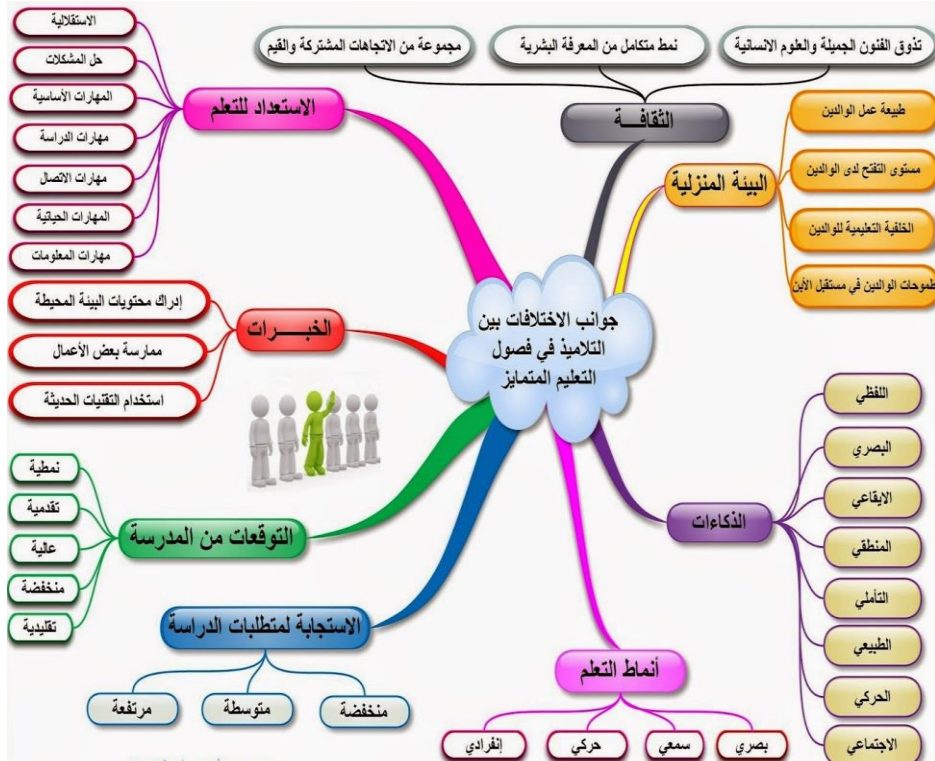 جوانب الاختلافات بين
التلاميذ في فصول
التعليم المتمايز
الثقافـــة
تذوق الفنون الجميلة والعلوم الانسانية
نمط متكامل من المعرفة البشرية
مجموعة من الاتجاهات المشتركة والقيم
البيئة المنزلية
طبيعة عمل الوالدين
مستوى التفتح لدى الوالدين
الخلفية التعليمية للوالدين
طموحات الوالدين في مستقبل الأبن
الذكاءات
اللفظي
البصري
الايقاعي
المنطقي
التأملي
الطبيعي
الحركي
الاجتماعي
أنماط التعلم
بصري
سمعي
حركي
إنفرادي
الاستجابة لمتطلبات الدراسة
منخفضة
متوسطة
مرتفعة
التوقعات من المدرسة
نمطية
تقدمية
عالية
منخفضة
تقليدية
الخبـــــرات
إدراك محتويات البيئة المحيطة
ممارسة بعض الأعمال
استخدام التقنيات الحديثة
الاستعداد للتعلم
الاستقلالية
حل المشكلات
المهارات الأساسية
مهارات الدراسة
مهارات الاتصال
المهارات الحياتية
مهارات المعلومات